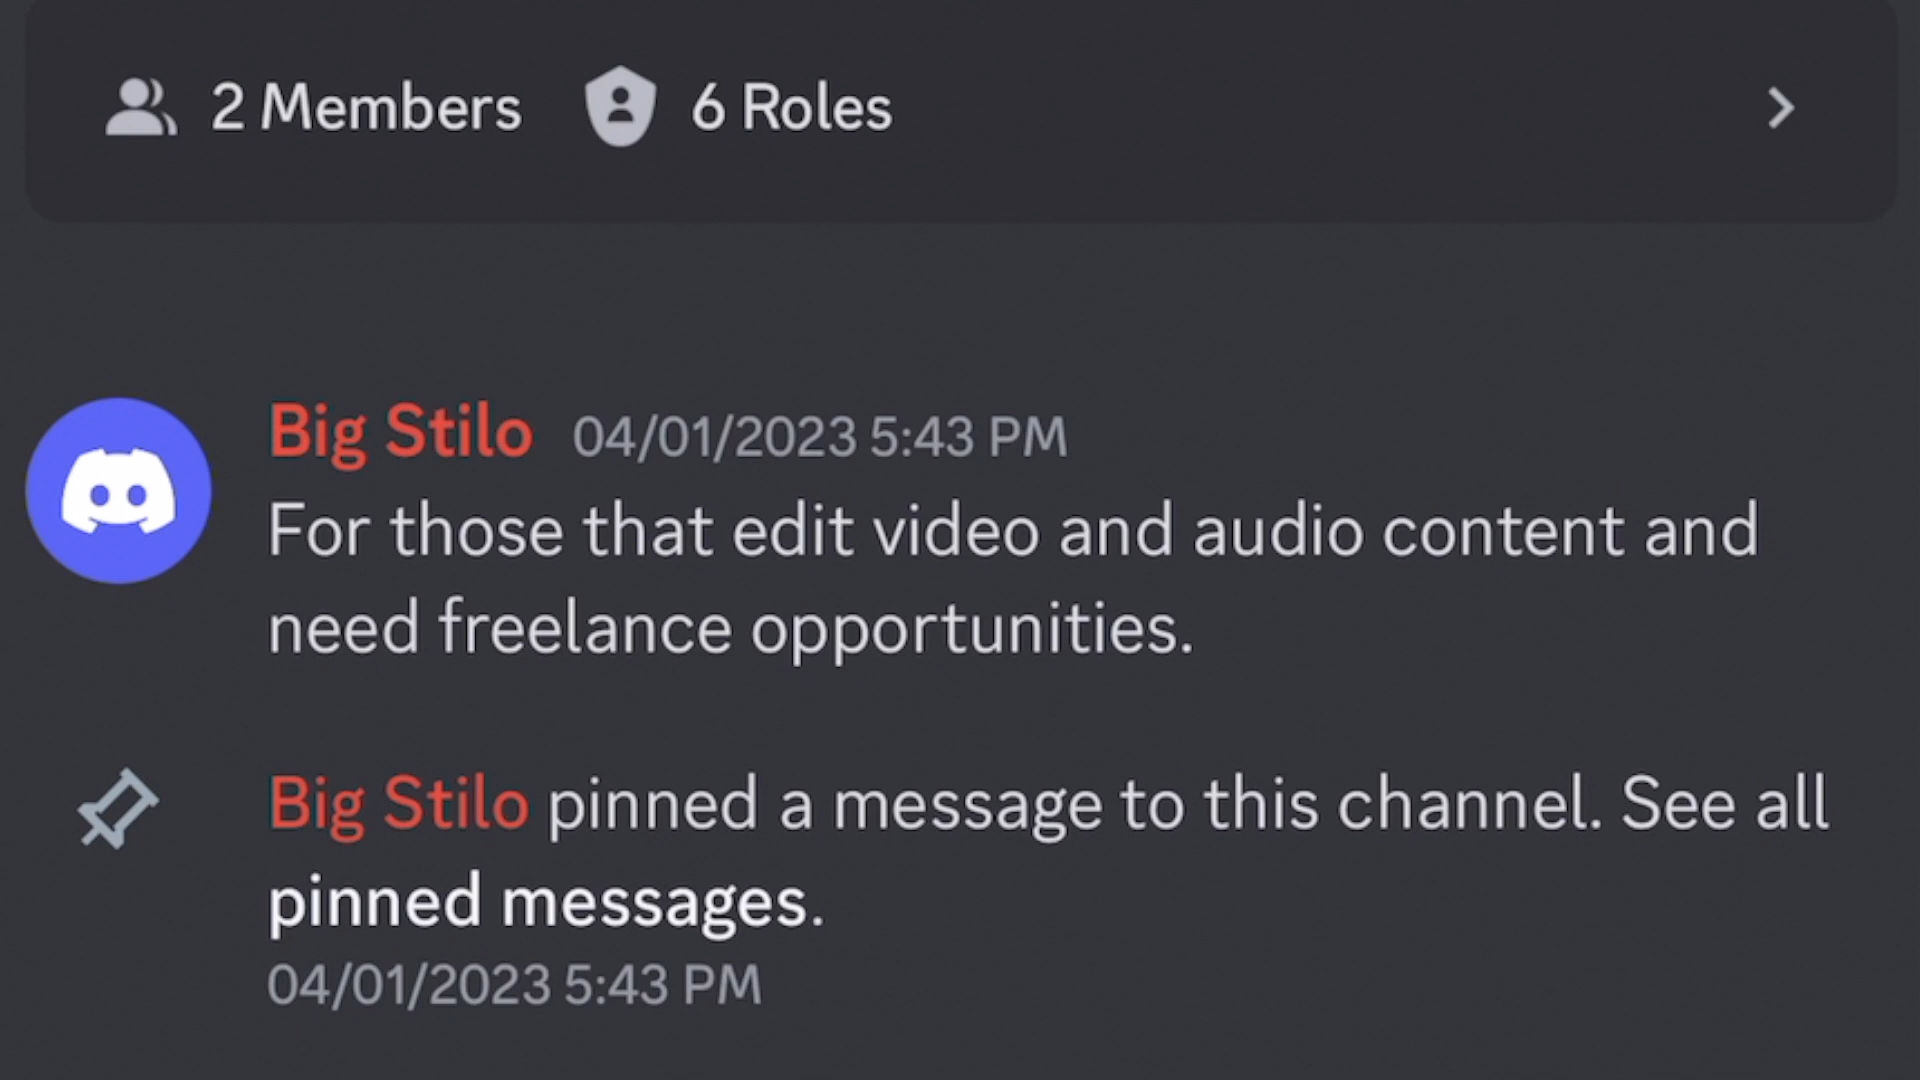 2 Members 6 Roles
Big Stilo 04/01/2023 5:43 PM
For those that edit video and audio content and
need freelance opportunities.
Big Stilo pinned a message to this channel. See all
pinned messages.
04/01/2023 5:43 PM